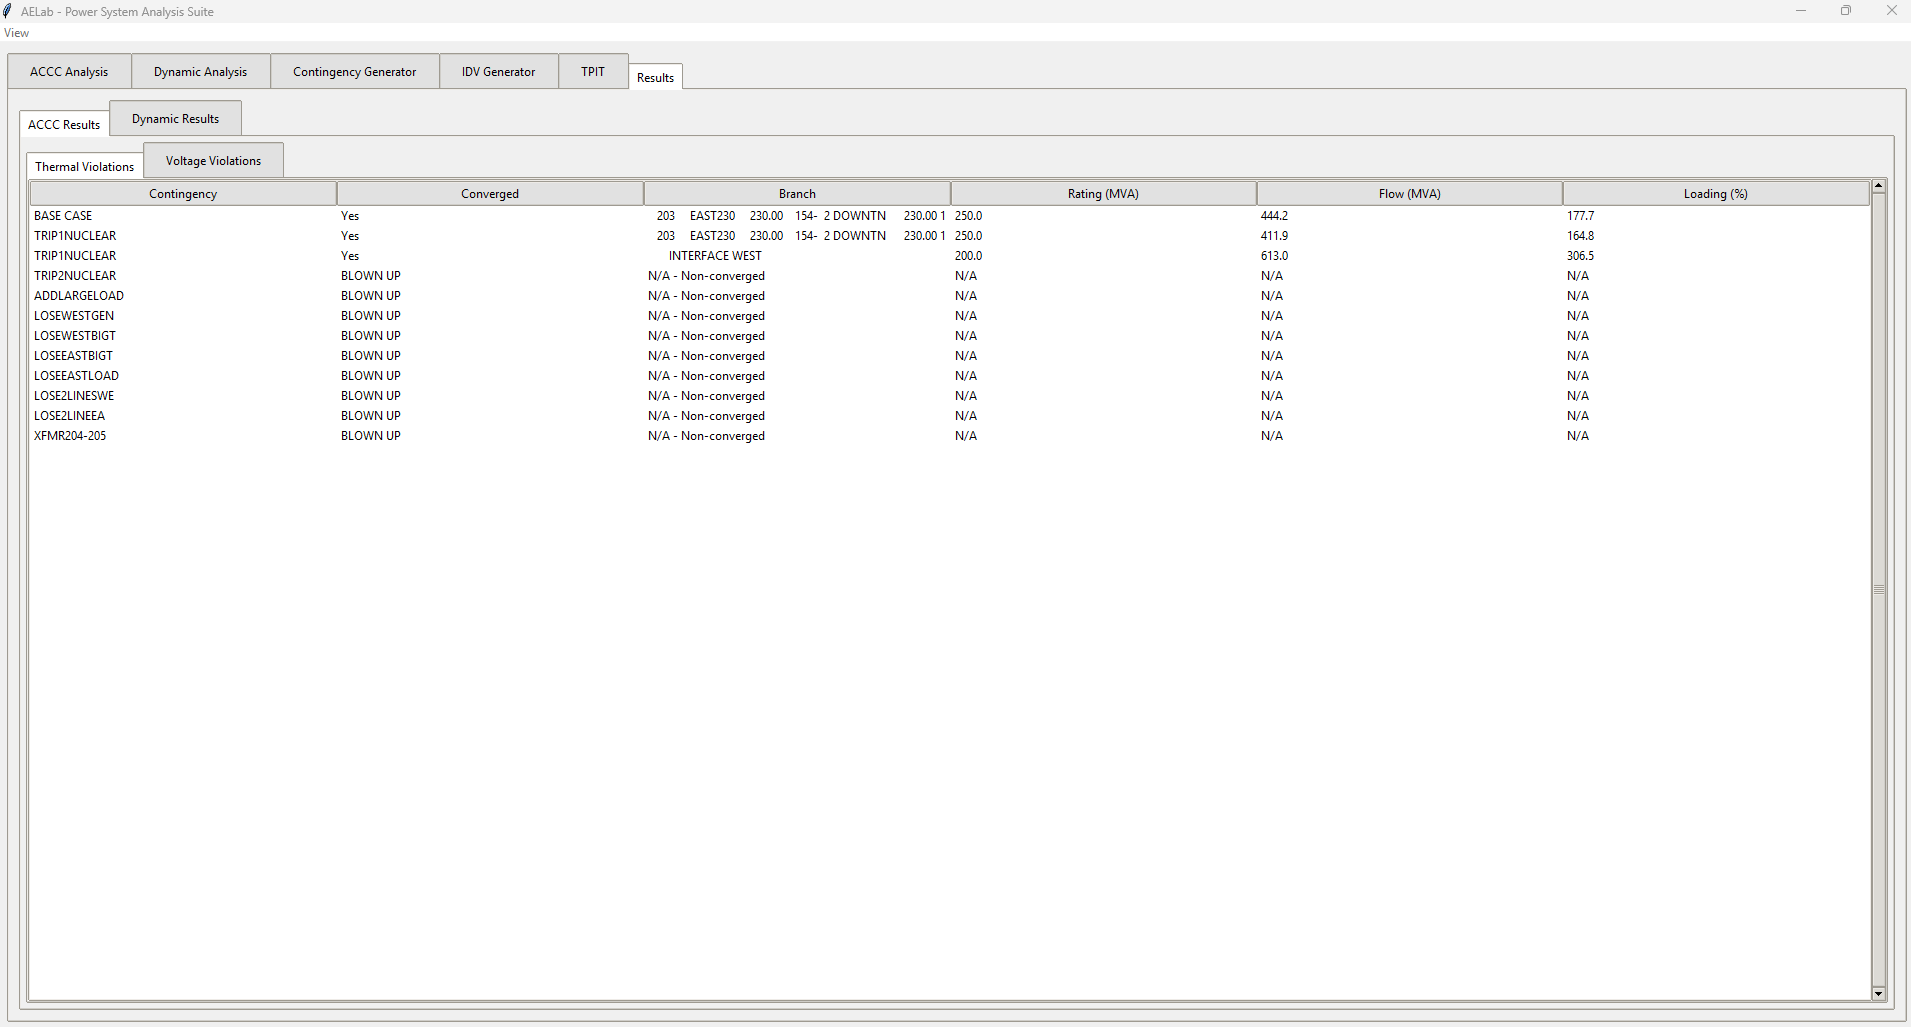 AELab - Power System Analysis Suite
View
ACCC Analysis Dynamic Analysis Contingency Generator IDV Generator TPIT Results
ACCC Results Dynamic Results
Thermal Violations Voltage Violations
Contingency Converged Branch Rating (MVA) Flow (MVA) Loading (%)
BASE CASE Yes 203 EAST230 230.00 154- 2 DOWNTN 230.00 1 250.0 444.2 177.7
TRIP1NUCLEAR Yes 203 EAST230 230.00 154- 2 DOWNTN 230.00 1 250.0 411.9 164.8
TRIP1NUCLEAR Yes INTERFACE WEST 200.0 613.0 306.5
TRIP2NUCLEAR BLOWN UP N/A - Non-converged N/A N/A N/A
ADDLARGELOAD BLOWN UP N/A - Non-converged N/A N/A N/A
LOSEWESTGEN BLOWN UP N/A - Non-converged N/A N/A N/A
LOSEWESTBIGT BLOWN UP N/A - Non-converged N/A N/A N/A
LOSEEASTBIGT BLOWN UP N/A - Non-converged N/A N/A N/A
LOSEEASTLOAD BLOWN UP N/A - Non-converged N/A N/A N/A
LOSE2LINESWE BLOWN UP N/A - Non-converged N/A N/A N/A
LOSE2LINEEA BLOWN UP N/A - Non-converged N/A N/A N/A
XFMR204-205 BLOWN UP N/A - Non-converged N/A N/A N/A